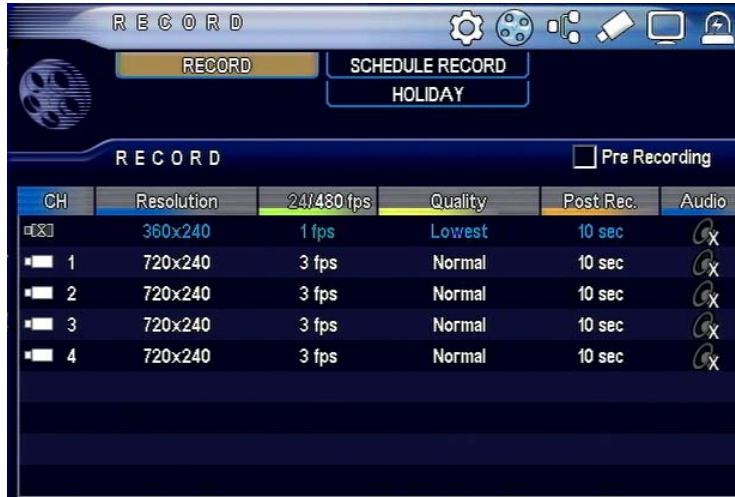 RECORD
RECORD SCHEDULE RECORD
HOLIDAY
RECORD Pre Recording
CH Resolution 24/480 fps Quality Post Rec. Audio
360x240 1 fps Lowest 10 sec X
1 720x240 3 fps Normal 10 sec X
2 720x240 3 fps Normal 10 sec X
3 720x240 3 fps Normal 10 sec X
4 720x240 3 fps Normal 10 sec X